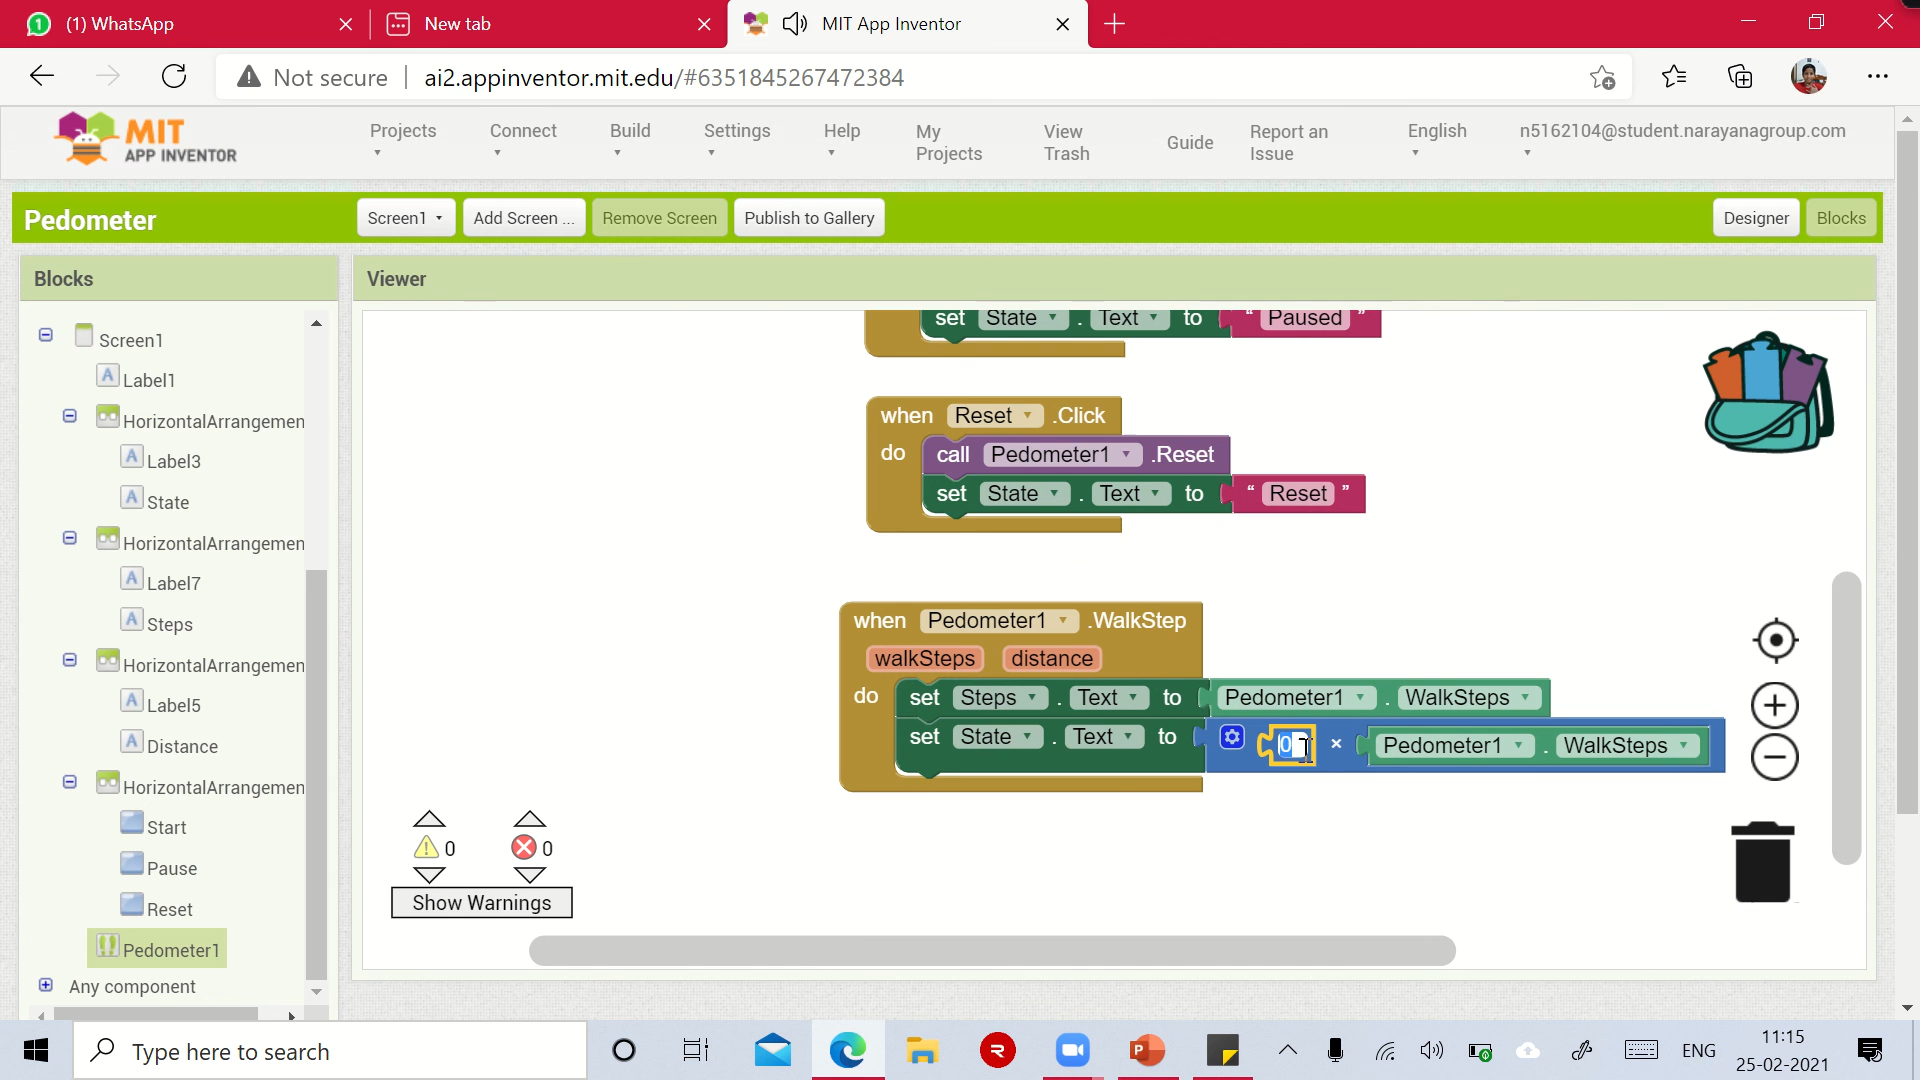 (1) WhatsApp
New tab
MIT App Inventor
Not secure ai2.appinventor.mit.edu/#6351845267472384
MIT
APP INVENTOR
Projects
Connect
Build
Settings
Help
My
Projects
View
Trash
Guide
Report an
Issue
English
n5162104@student.narayanagroup.com
Pedometer
Screen1
Add Screen ...
Remove Screen
Publish to Gallery
Designer
Blocks
Blocks
Viewer
Screen1
Label1
HorizontalArrangemen
Label3
State
HorizontalArrangemen
Label7
Steps
HorizontalArrangemen
Label5
Distance
HorizontalArrangemen
Start
Pause
Reset
Pedometer1
Any component
set State . Text to “ Paused ”
when Reset .Click
do call Pedometer1 .Reset
set State . Text to “ Reset ”
when Pedometer1 .WalkStep
walkSteps distance
do set Steps . Text to Pedometer1 . WalkSteps
set State . Text to 0 × Pedometer1 . WalkSteps
0 0
Show Warnings
Type here to search
ENG
11:15
25-02-2021